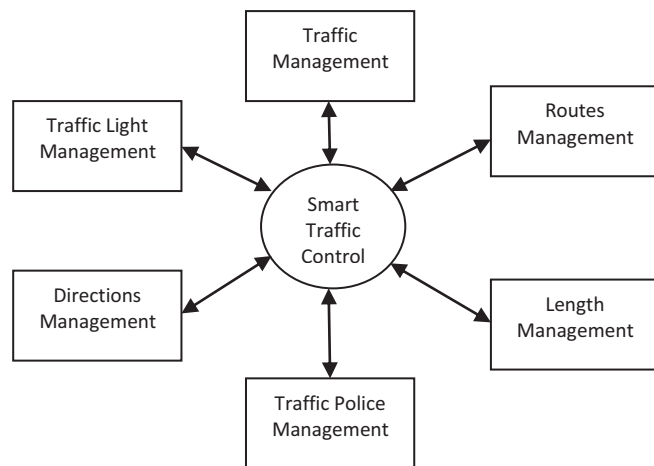 Traffic
Management
Traffic Light
Management
Routes
Management
Smart
Traffic
Control
Directions
Management
Length
Management
Traffic Police
Management